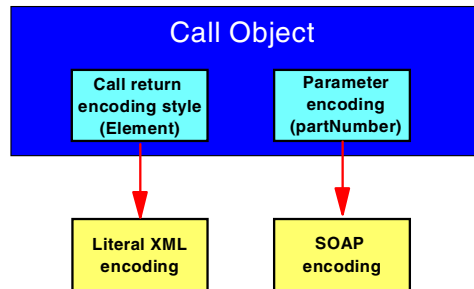 Call Object
Call return
encoding style
(Element)
Parameter
encoding
(partNumber)
Literal XML
encoding
SOAP
encoding